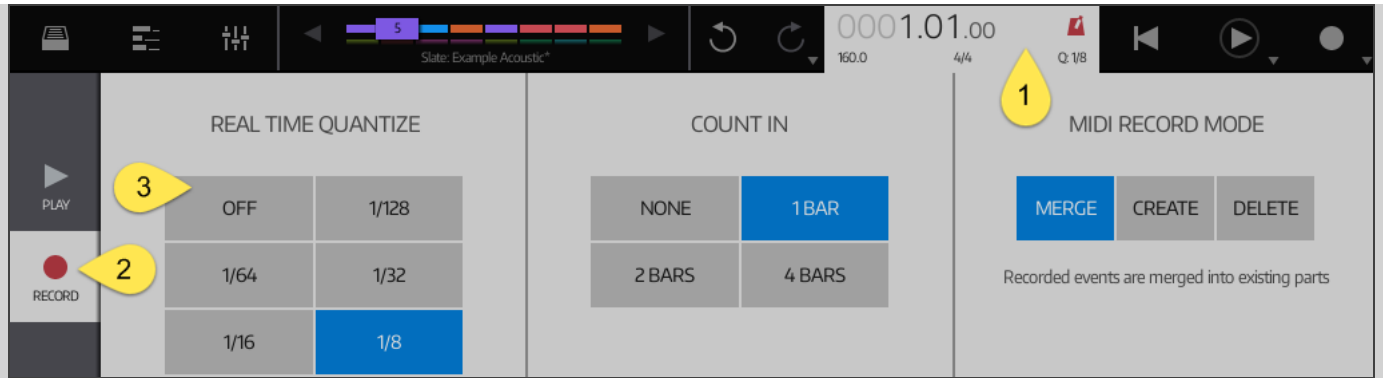 5
Slate: Example Acoustic*
0001.01.00
160.0
4/4
Q: 1/8
1
REAL TIME QUANTIZE
COUNT IN
MIDI RECORD MODE
PLAY
3
OFF
1/128
NONE
1 BAR
MERGE
CREATE
DELETE
2
RECORD
1/64
1/32
2 BARS
4 BARS
Recorded events are merged into existing parts
1/16
1/8